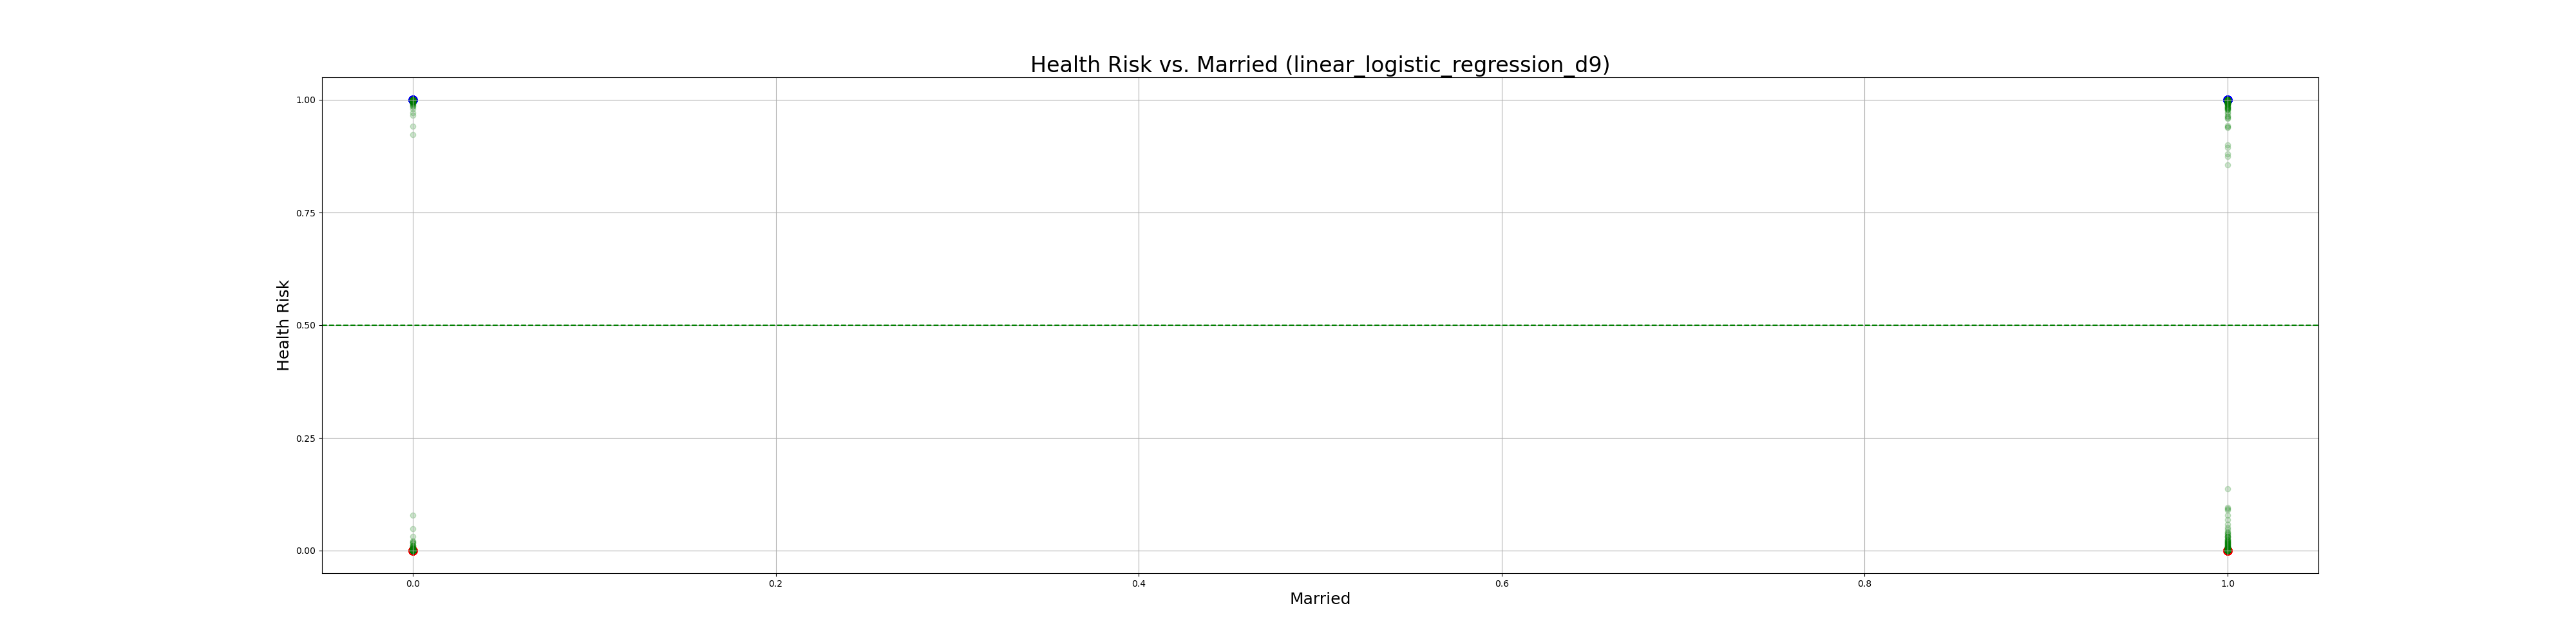 Health Risk vs. Married (linear_logistic_regression_d9)
1.00
0.75
0.50
0.25
0.00
Health Risk
0.0 0.2 0.4 0.6 0.8 1.0
Married